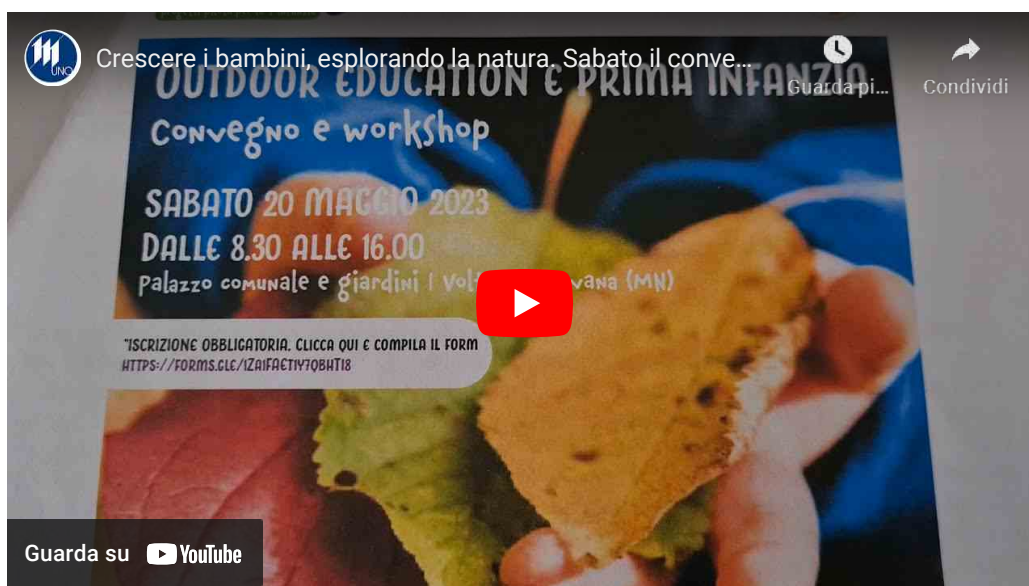 UNO
Crescere i bambini, esplorando la natura. Sabato il conve...
Guarda pi...
Condividi
OUTDOOR EDUCATION E PRIMA INFANZIA
Convegno e workshop
SABATO 20 MAGGIO 2023
DALLE 8.30 ALLE 16.00
Palazzo comunale e giardini I (MN)
*ISCRIZIONE OBBLIGATORIA. CLICCA QUI E COMPILA IL FORM
Guarda su YouTube